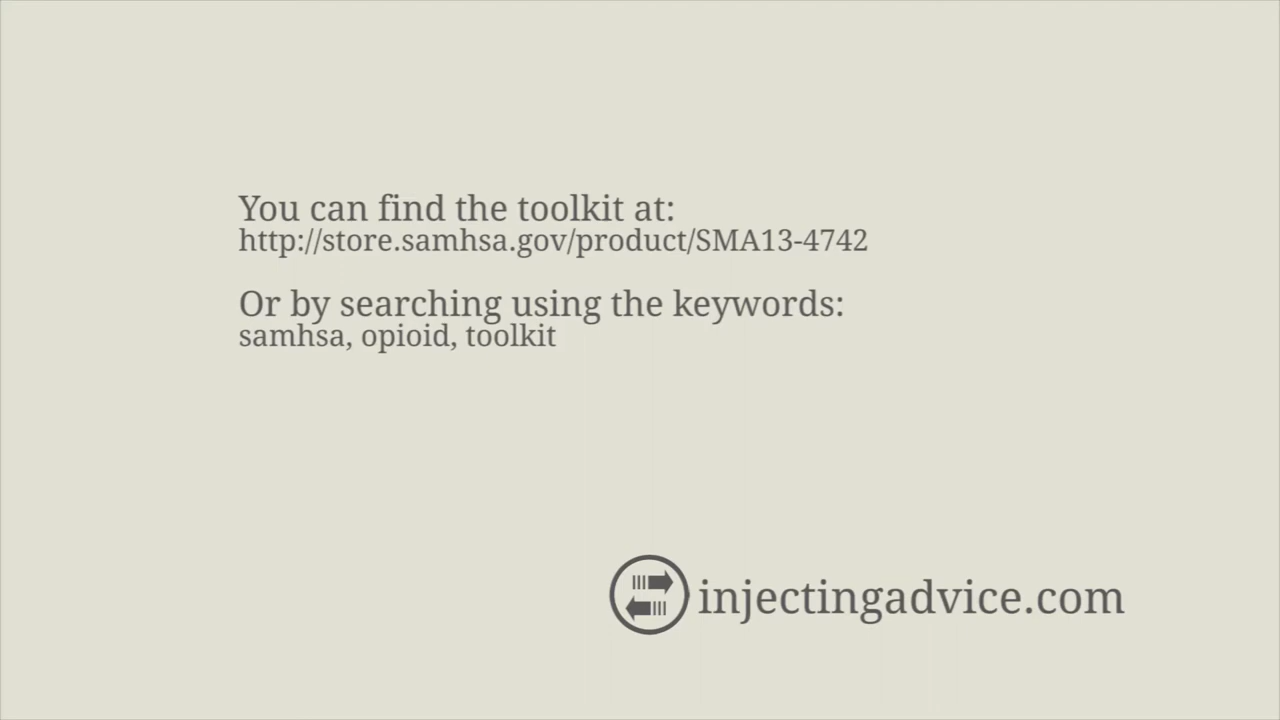 You can find the toolkit at:
http://store.samhsa.gov/product/SMA13-4742
Or by searching using the keywords:
samhsa, opioid, toolkit
injectingadvice.com